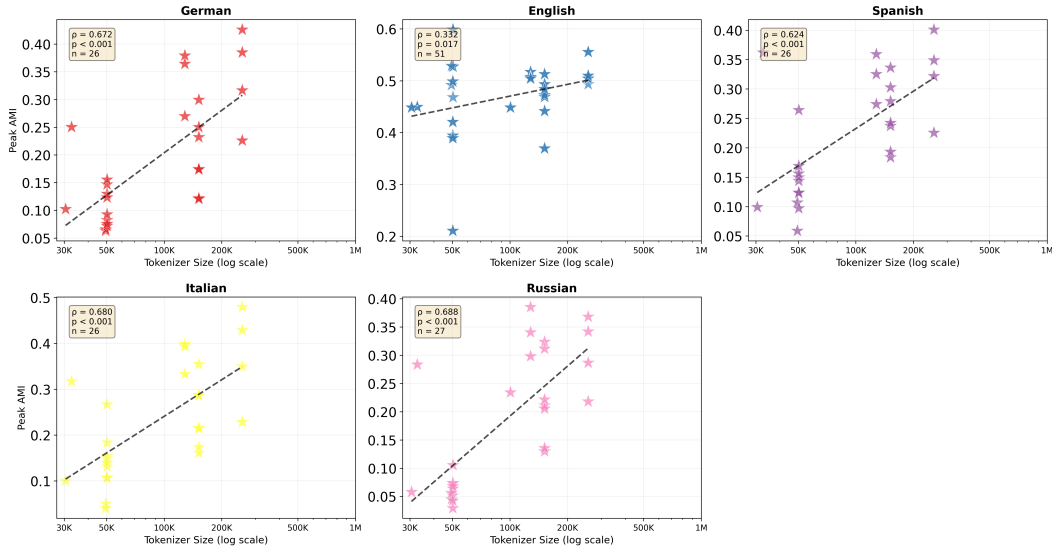 German
ρ = 0.672
p < 0.001
n = 26
0.40
0.35
0.30
0.25
0.20
0.15
0.10
0.05
Peak AMI
30K 50K 100K 200K 500K 1M
Tokenizer Size (log scale)
English
ρ = 0.332
p = 0.017
n = 51
0.6
0.5
0.4
0.3
0.2
30K 50K 100K 200K 500K 1M
Tokenizer Size (log scale)
Spanish
ρ = 0.624
p < 0.001
n = 26
0.40
0.35
0.30
0.25
0.20
0.15
0.10
0.05
30K 50K 100K 200K 500K 1M
Tokenizer Size (log scale)
Italian
ρ = 0.680
p < 0.001
n = 26
0.5
0.4
0.3
0.2
0.1
Peak AMI
30K 50K 100K 200K 500K 1M
Tokenizer Size (log scale)
Russian
ρ = 0.688
p < 0.001
n = 27
0.40
0.35
0.30
0.25
0.20
0.15
0.10
0.05
30K 50K 100K 200K 500K 1M
Tokenizer Size (log scale)